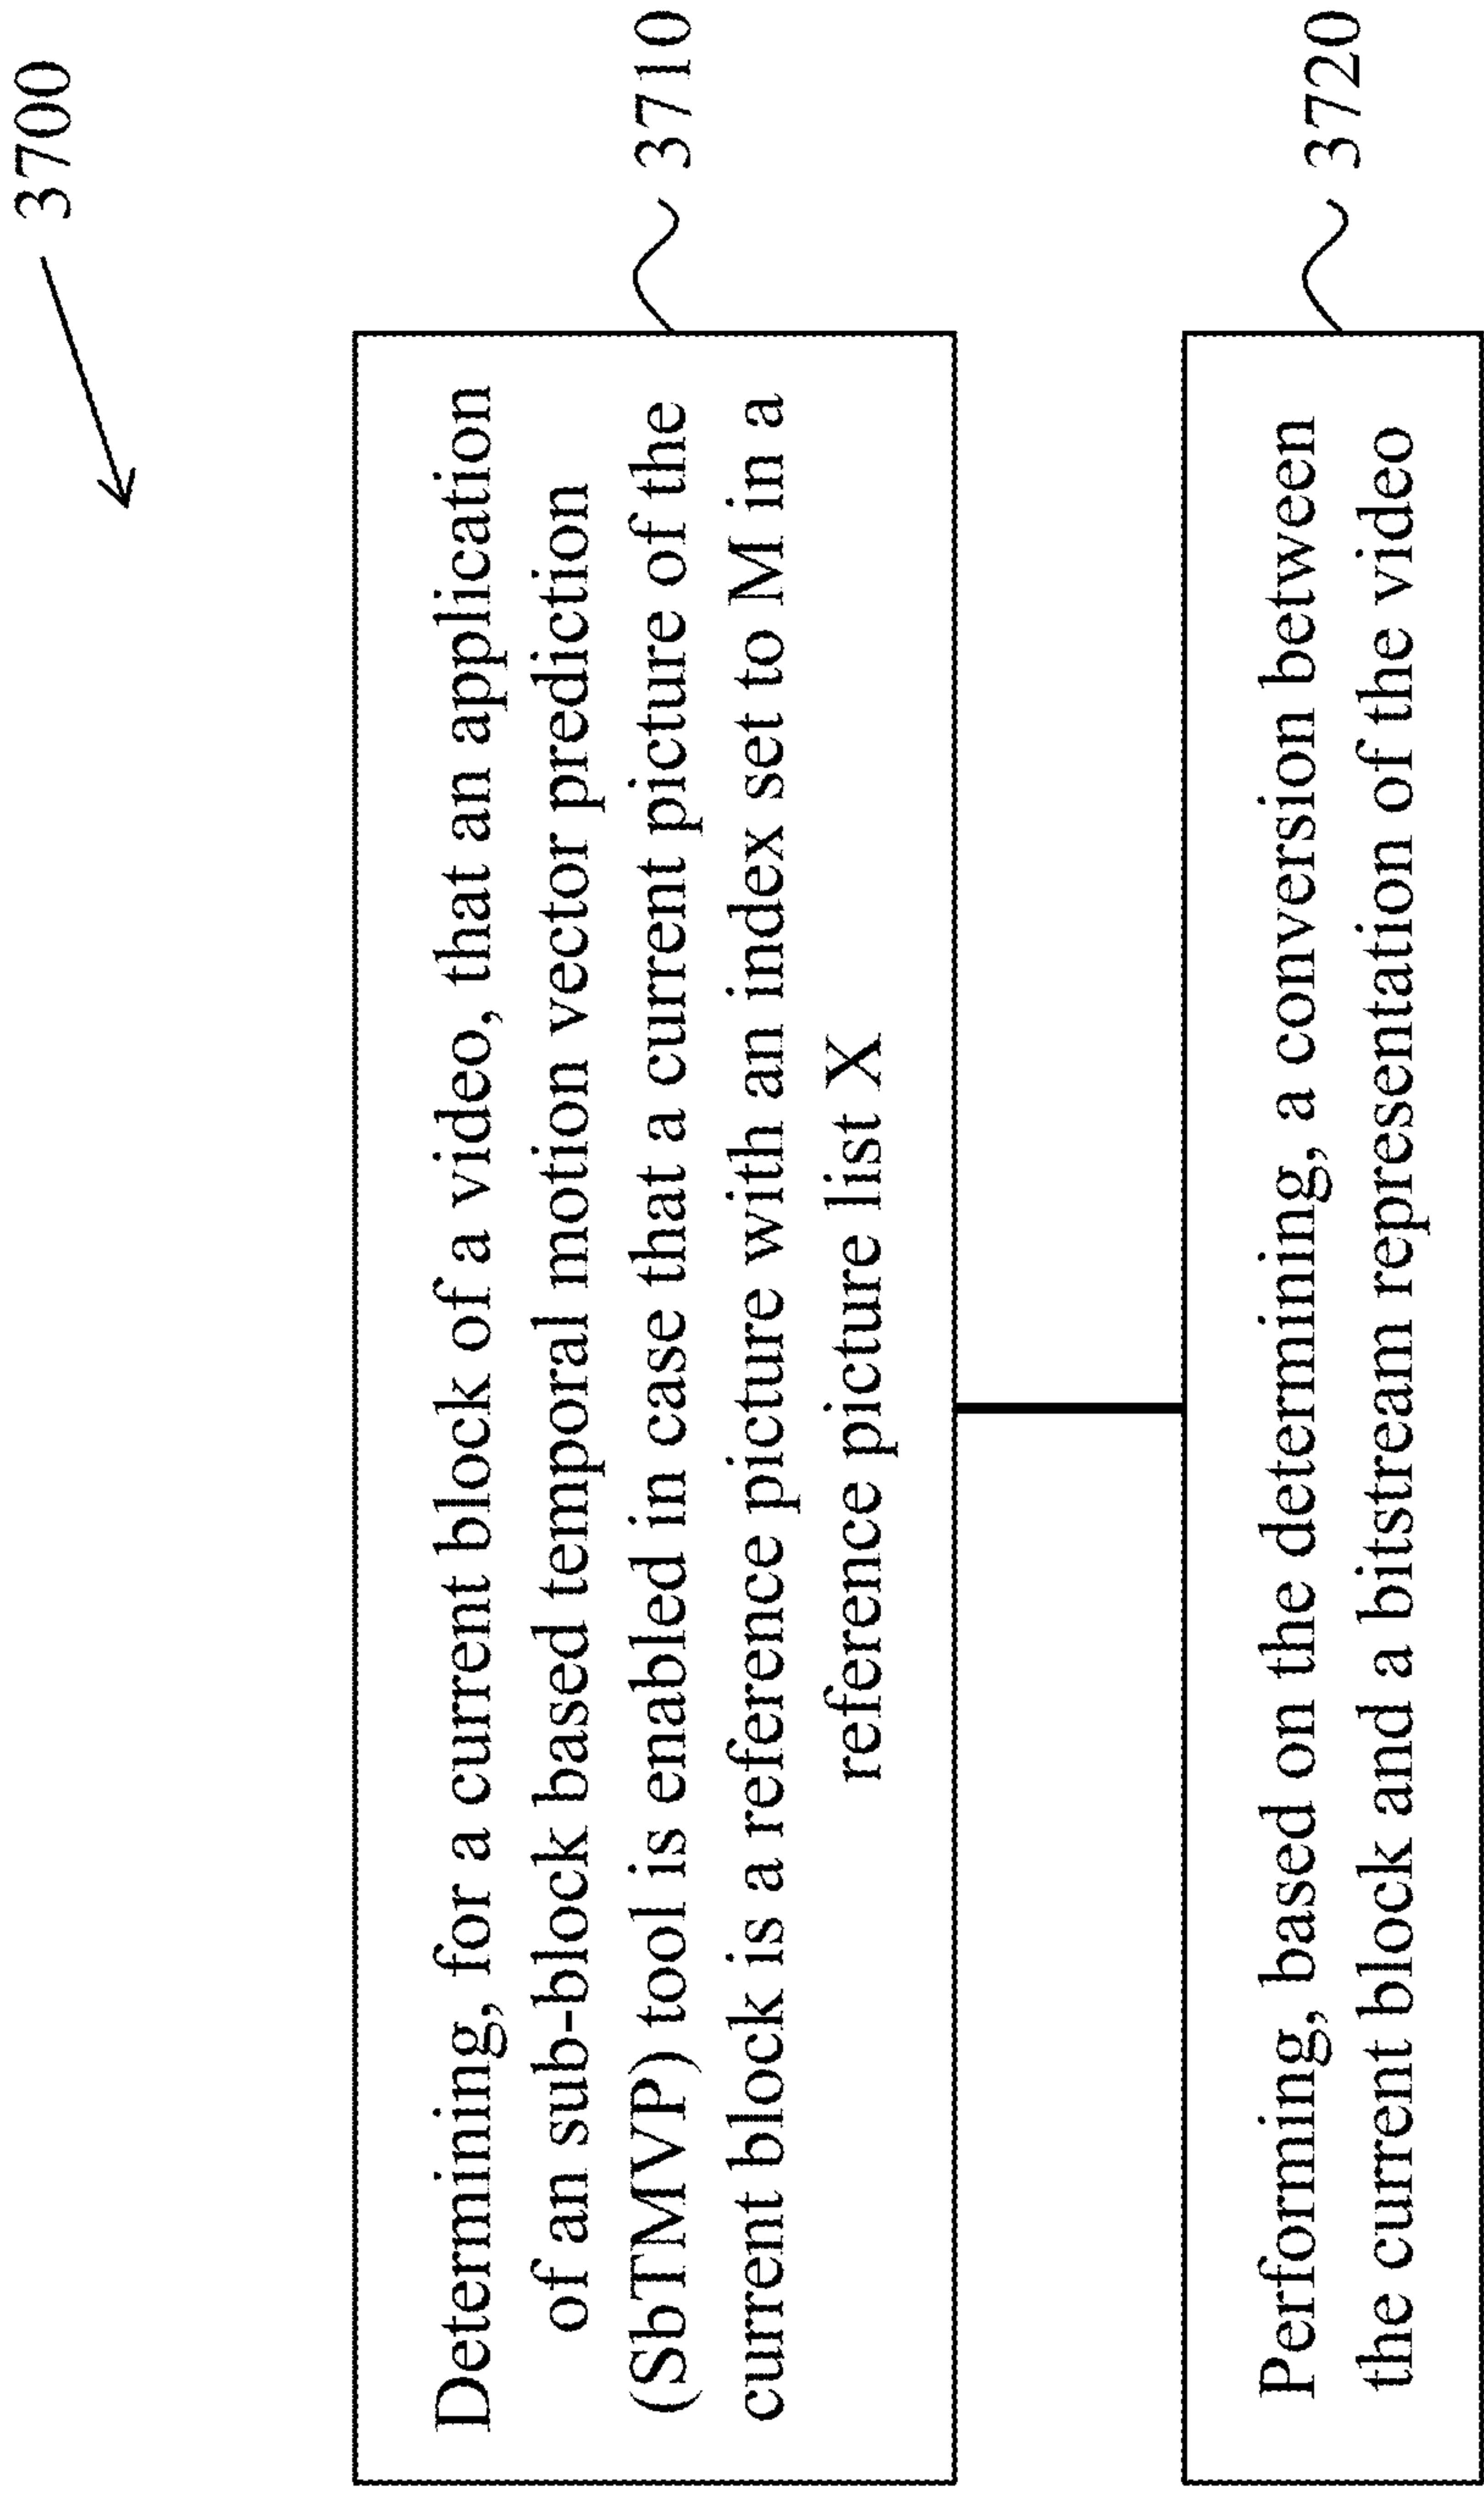 3700
Determining, for a current block of a video, that an application
of an sub-block based temporal motion vector prediction
(SbTMVP) tool is enabled in case that a current picture of the
current block is a reference picture with an index set to M in a
reference picture list X
3710
Performing, based on the determining, a conversion between
the current block and a bitstream representation of the video
3720